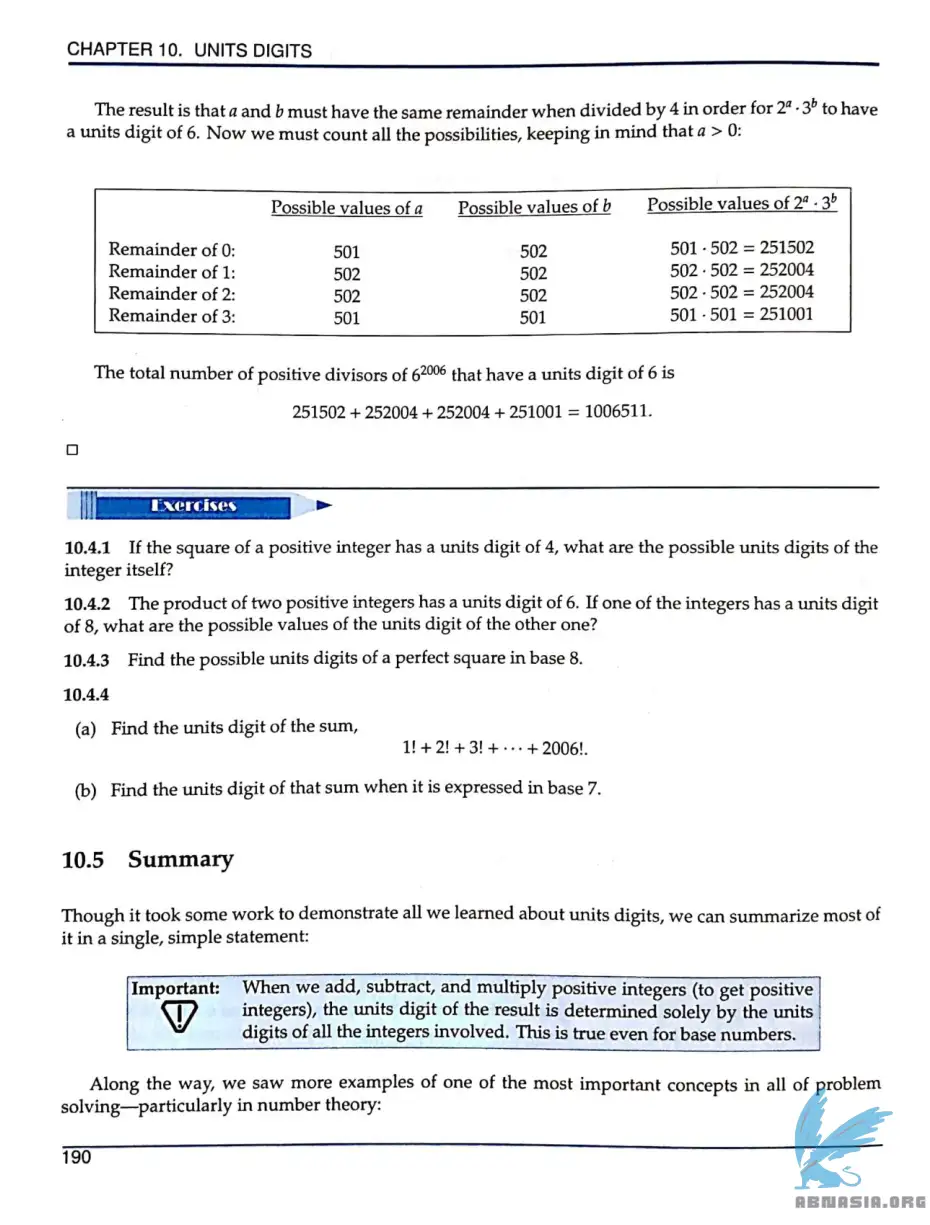 CHAPTER 10. UNITS DIGITS
The result is that a and b must have the same remainder when divided by 4 in order for 2ᵃ · 3ᵇ to have
a units digit of 6. Now we must count all the possibilities, keeping in mind that a > 0:
Possible values of a Possible values of b Possible values of 2ᵃ · 3ᵇ
Remainder of 0: 501 502 501 · 502 = 251502
Remainder of 1: 502 502 502 · 502 = 252004
Remainder of 2: 502 502 502 · 502 = 252004
Remainder of 3: 501 501 501 · 501 = 251001
The total number of positive divisors of 6²⁰⁰⁶ that have a units digit of 6 is
251502 + 252004 + 252004 + 251001 = 1006511.
□
Exercises
10.4.1 If the square of a positive integer has a units digit of 4, what are the possible units digits of the
integer itself?
10.4.2 The product of two positive integers has a units digit of 6. If one of the integers has a units digit
of 8, what are the possible values of the units digit of the other one?
10.4.3 Find the possible units digits of a perfect square in base 8.
10.4.4
(a) Find the units digit of the sum,
1! + 2! + 3! + · · · + 2006!.
(b) Find the units digit of that sum when it is expressed in base 7.
10.5 Summary
Though it took some work to demonstrate all we learned about units digits, we can summarize most of
it in a single, simple statement:
Important: When we add, subtract, and multiply positive integers (to get positive
integers), the units digit of the result is determined solely by the units
digits of all the integers involved. This is true even for base numbers.
Along the way, we saw more examples of one of the most important concepts in all of problem
solving—particularly in number theory:
190
ABNASIA.ORG